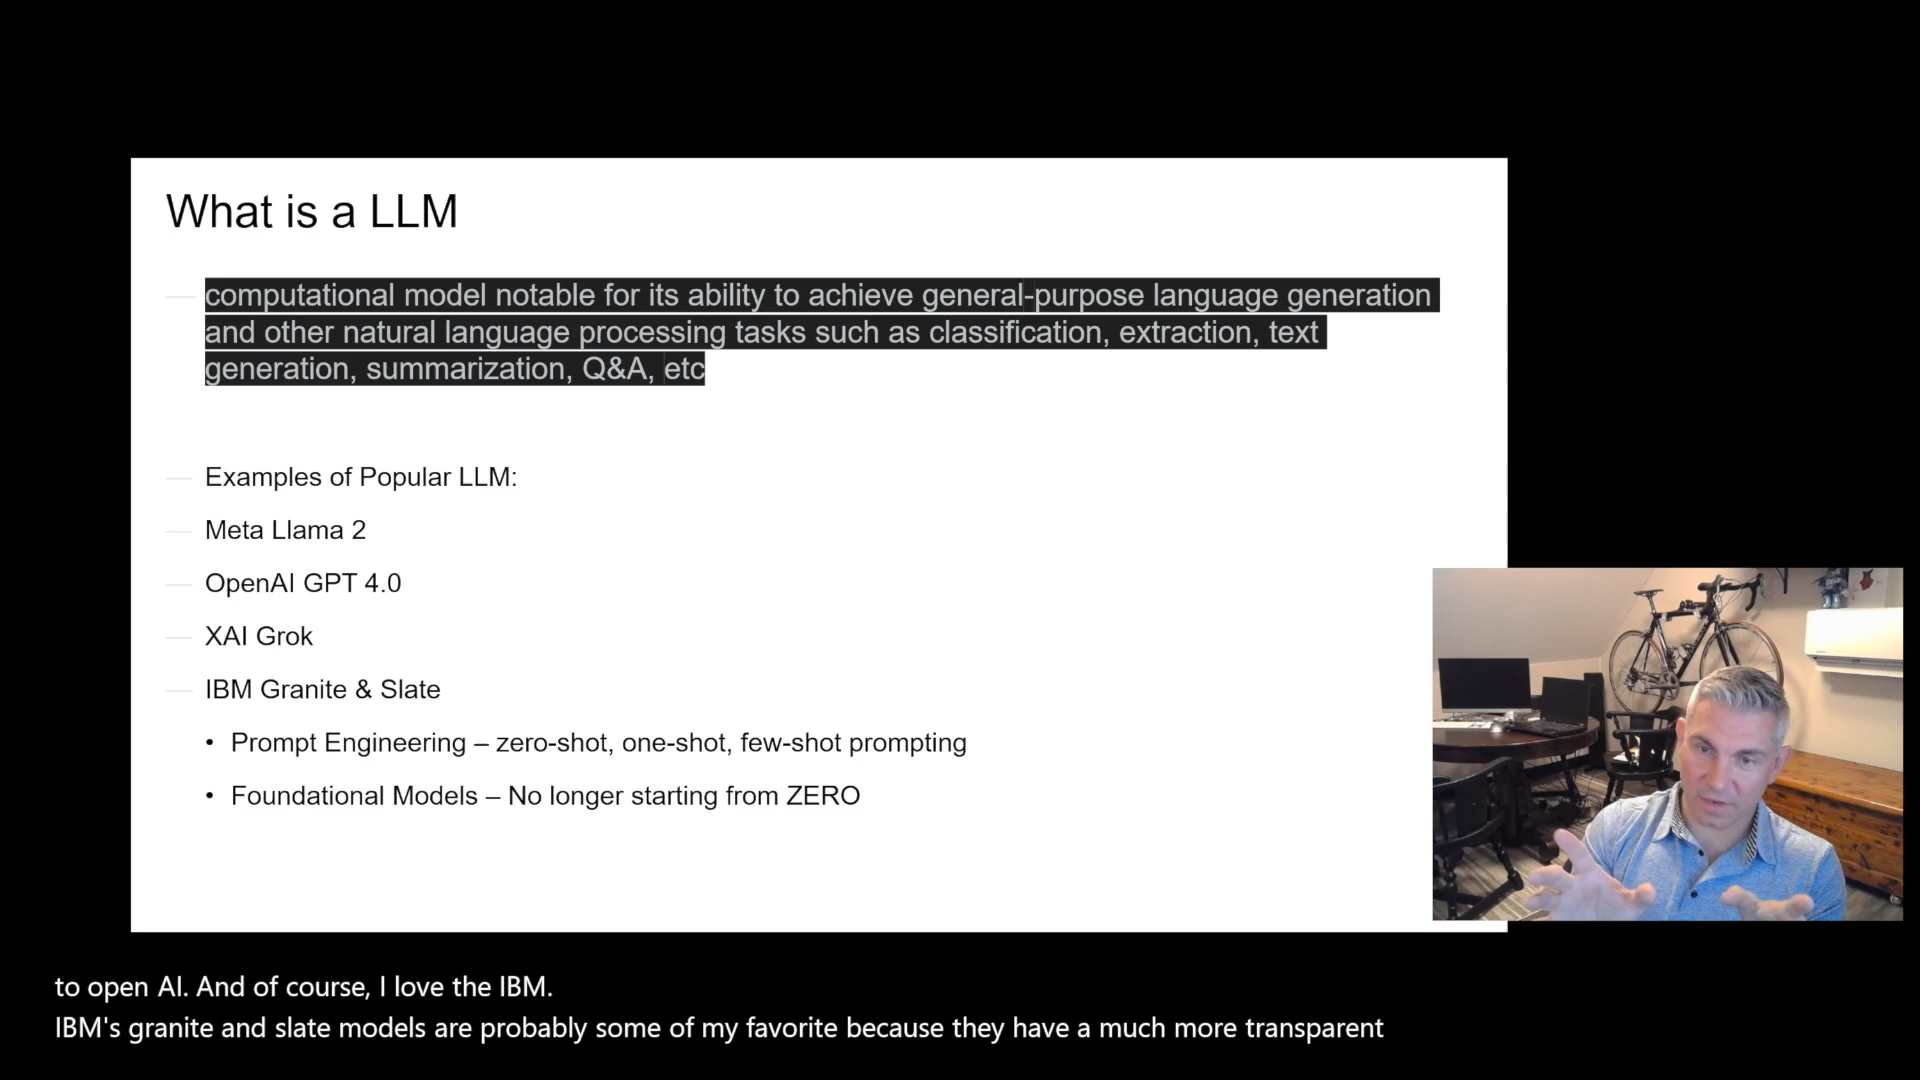 What is a LLM
computational model notable for its ability to achieve general-purpose language generation
and other natural language processing tasks such as classification, extraction, text
generation, summarization, Q&A, etc
Examples of Popular LLM:
Meta Llama 2
OpenAI GPT 4.0
XAI Grok
IBM Granite & Slate
• Prompt Engineering – zero-shot, one-shot, few-shot prompting
• Foundational Models – No longer starting from ZERO
to open AI. And of course, I love the IBM.
IBM's granite and slate models are probably some of my favorite because they have a much more transparent